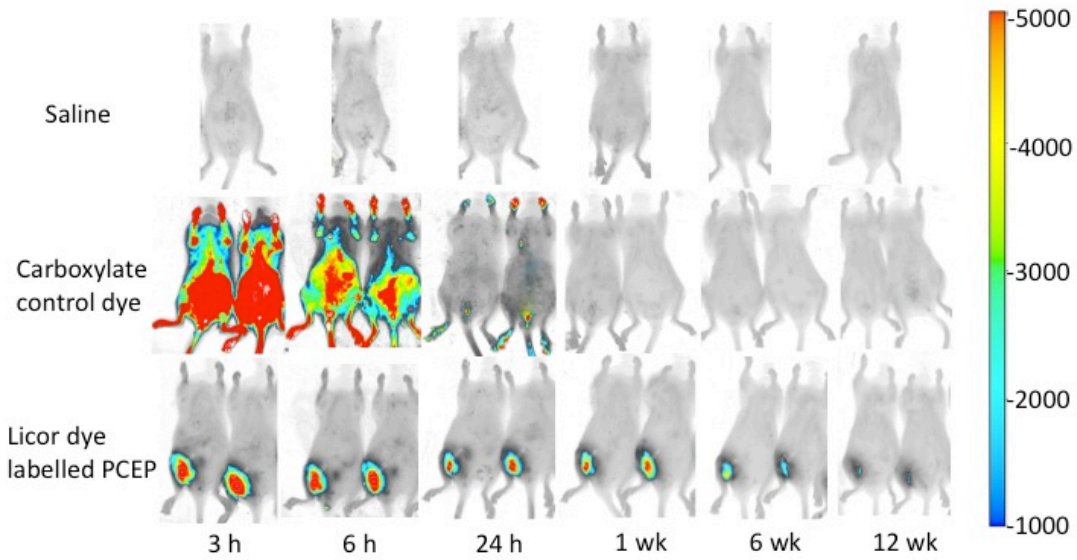 Saline
Carboxylate
control dye
Licor dye
labelled PCEP
3 h 6 h 24 h 1 wk 6 wk 12 wk
-5000
-4000
-3000
-2000
-1000